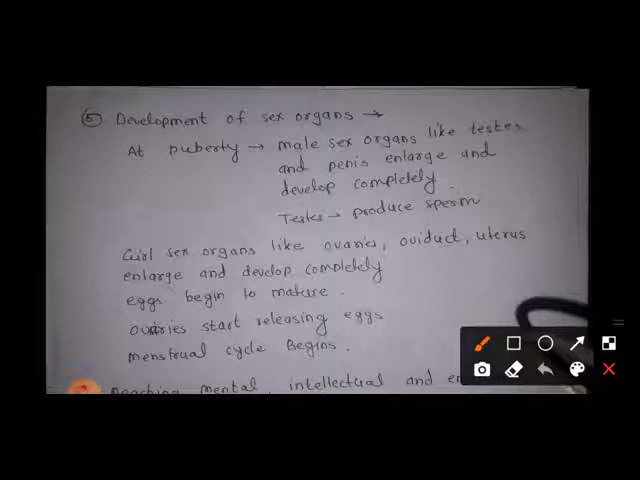 ⑤ Development of sex organs →
At puberty → male sex organs like testes
and penis enlarge and
develop completely.
Testes → produce sperm
Girl sex organs like ovaries, oviduct, uterus
enlarge and develop completely
eggs begin to mature.
ovaries start releasing eggs
menstrual cycle Begins.
Reaching mental, intellectual and